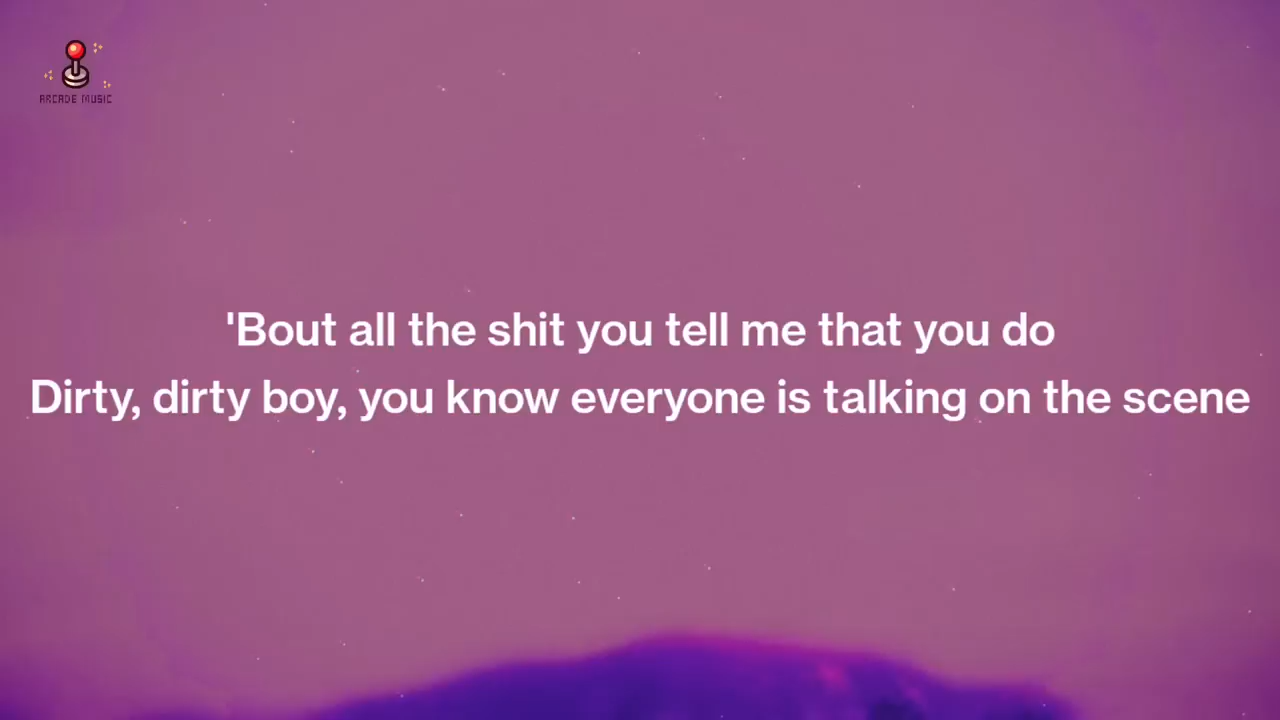 ARCADE MUSIC
'Bout all the shit you tell me that you do
Dirty, dirty boy, you know everyone is talking on the scene